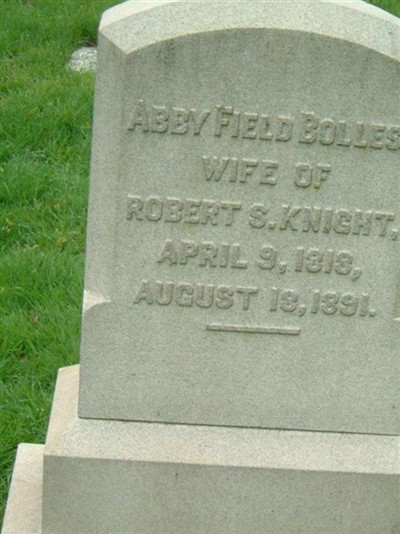 ABBY FIELD BOLLES
WIFE OF
ROBERT S. KNIGHT,
APRIL 9, 1818,
AUGUST 18, 1891.